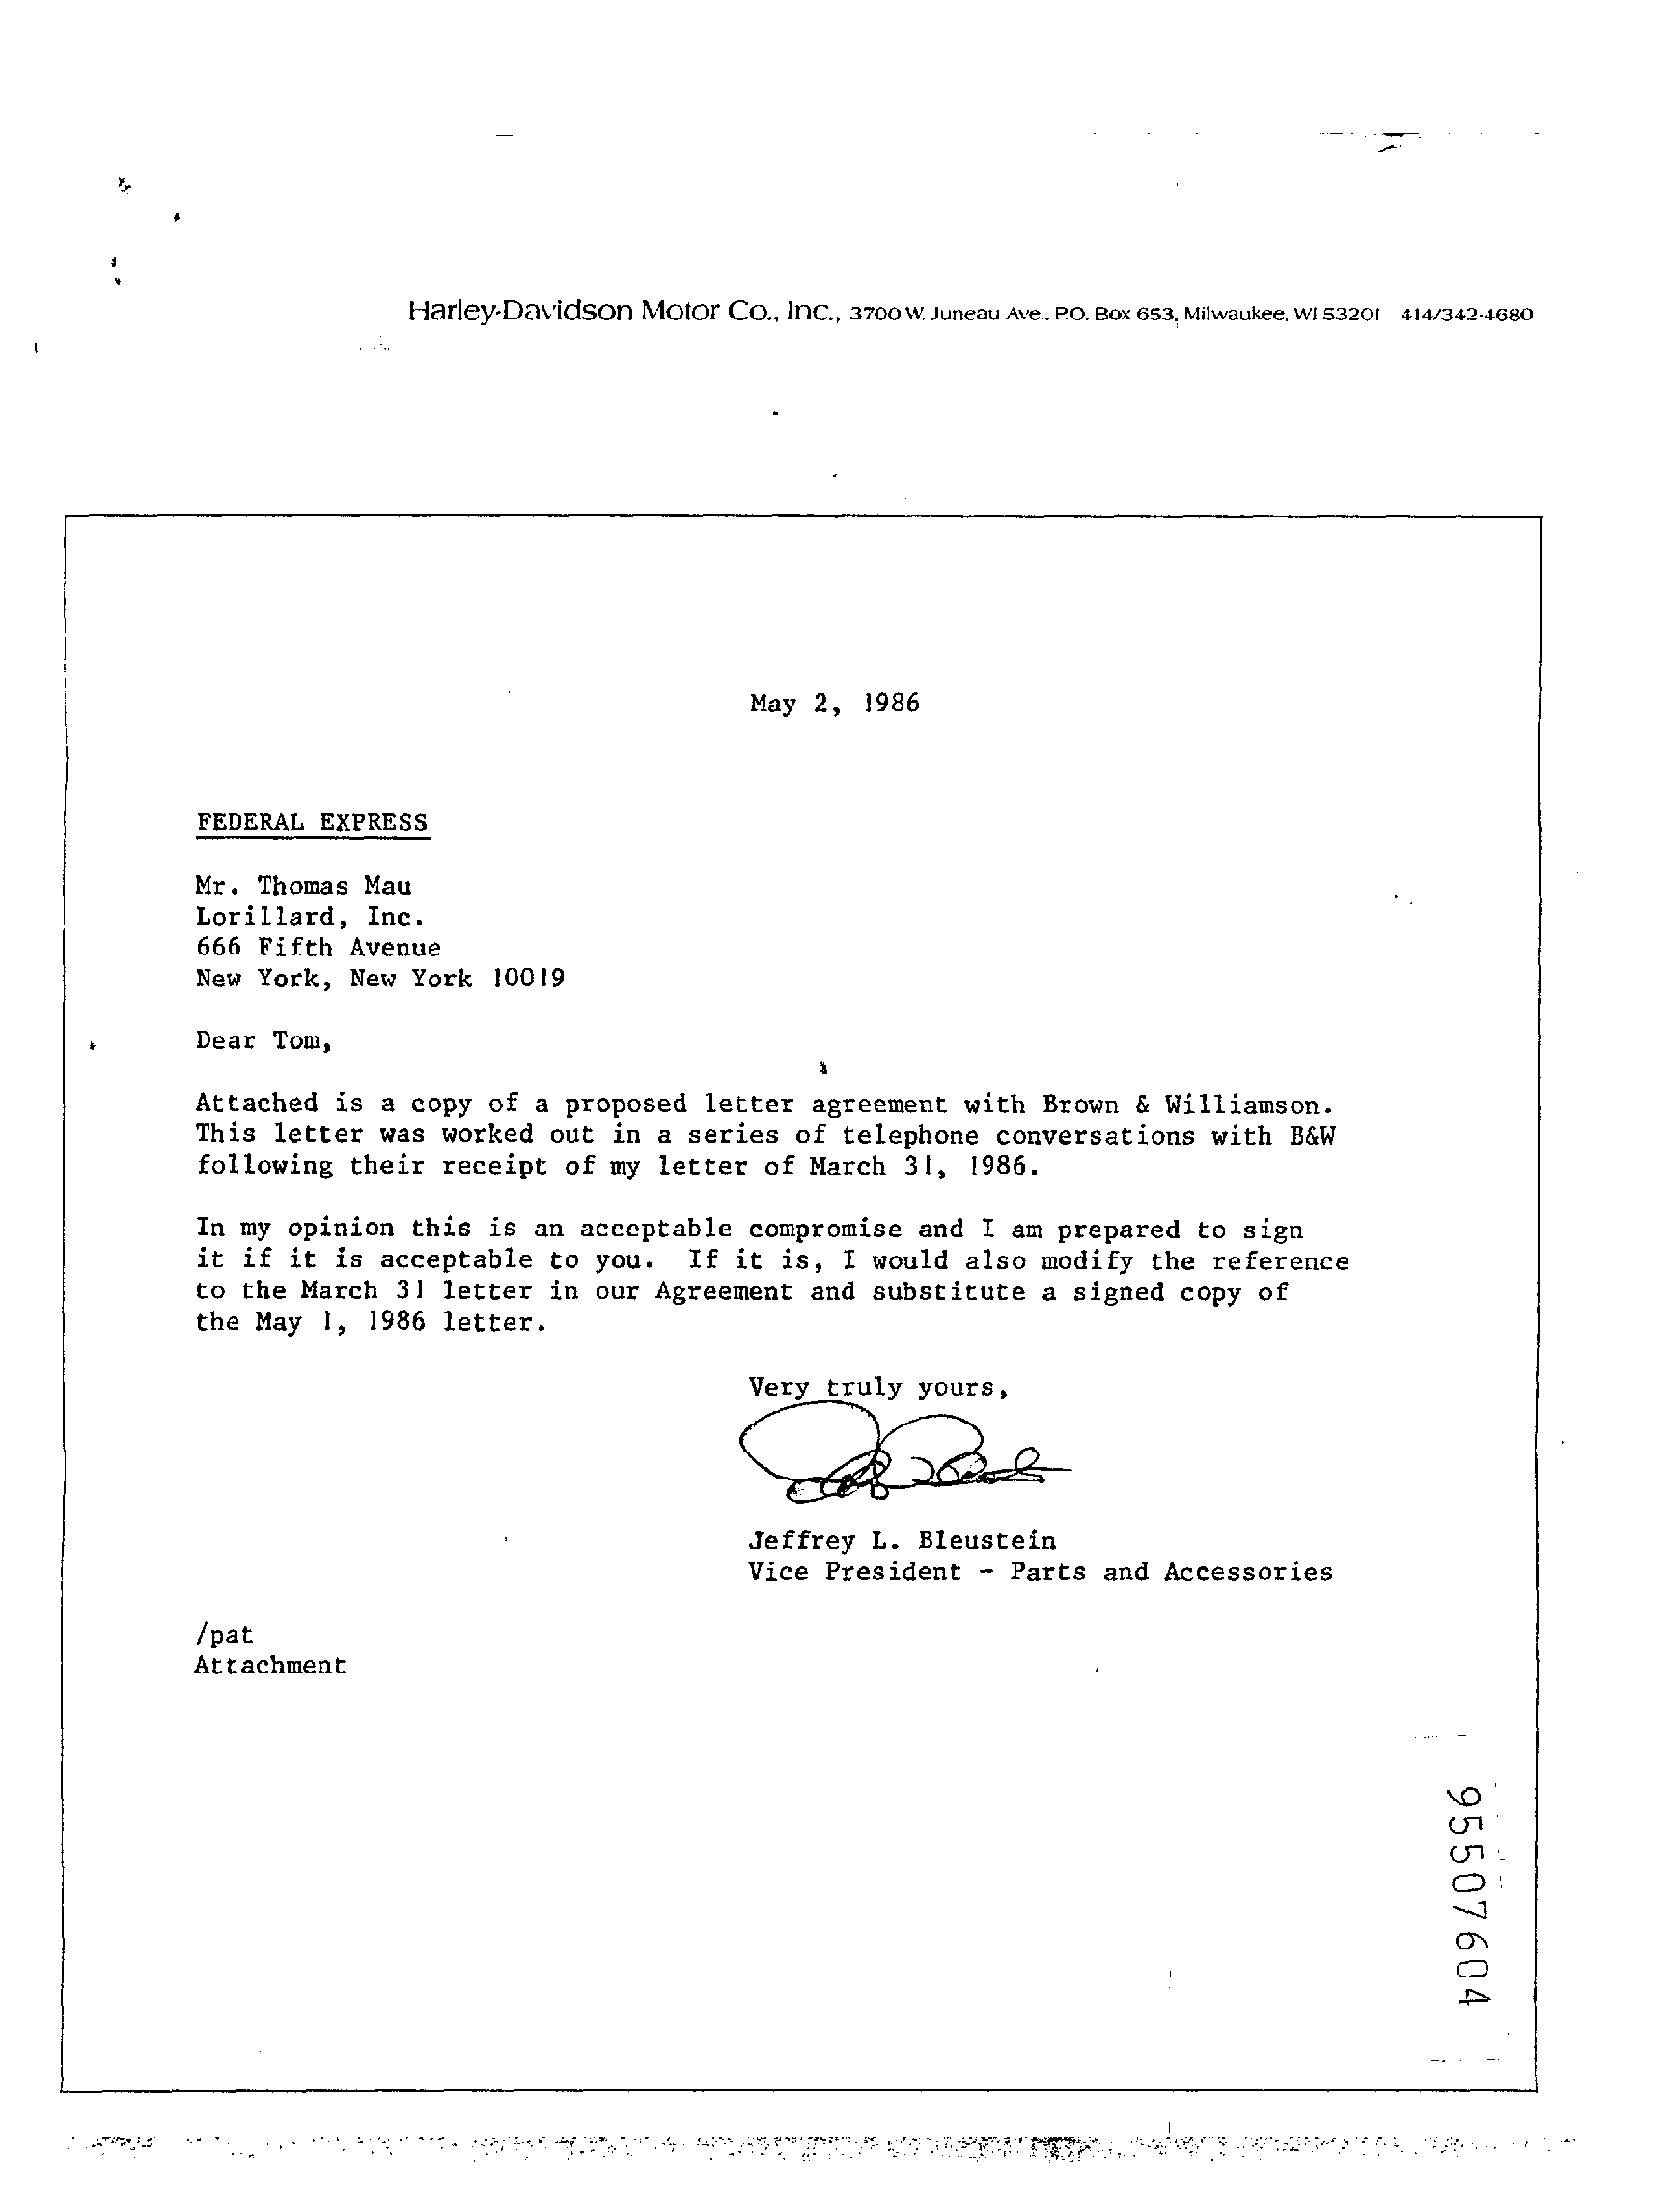 Harley-Davidson Motor Co., Inc., 3700 W. Juneau Ave., P.O. Box 653, Milwaukee, WI 53201 414/342-4680
May 2, 1986
FEDERAL EXPRESS
Mr. Thomas Mau
Lorillard, Inc.
666 Fifth Avenue
New York, New York 10019
Dear Tom,
Attached is a copy of a proposed letter agreement with Brown & Williamson.
This letter was worked out in a series of telephone conversations with B&W
following their receipt of my letter of March 31, 1986.
In my opinion this is an acceptable compromise and I am prepared to sign
it if it is acceptable to you. If it is, I would also modify the reference
to the March 31 letter in our Agreement and substitute a signed copy of
the May 1, 1986 letter.
Very truly yours,
Jeffrey L. Bleustein
Vice President - Parts and Accessories
/pat
Attachment
95507604